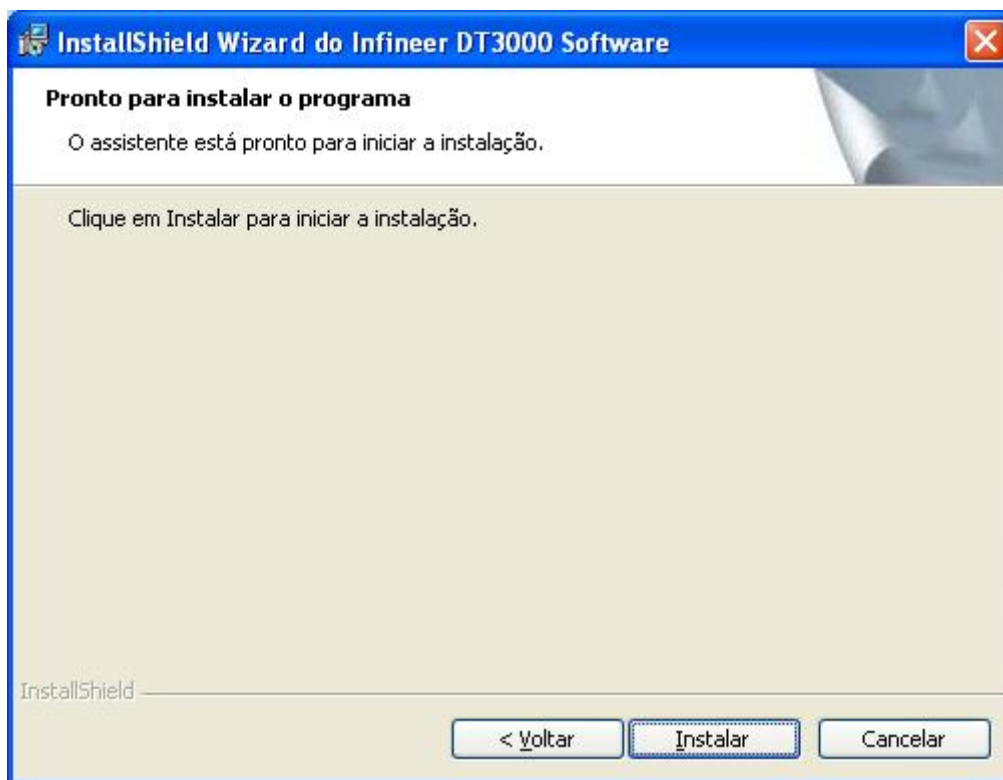 InstallShield Wizard do Infineer DT3000 Software
Pronto para instalar o programa
O assistente está pronto para iniciar a instalação.
Clique em Instalar para iniciar a instalação.
InstallShield
< Voltar
Instalar
Cancelar